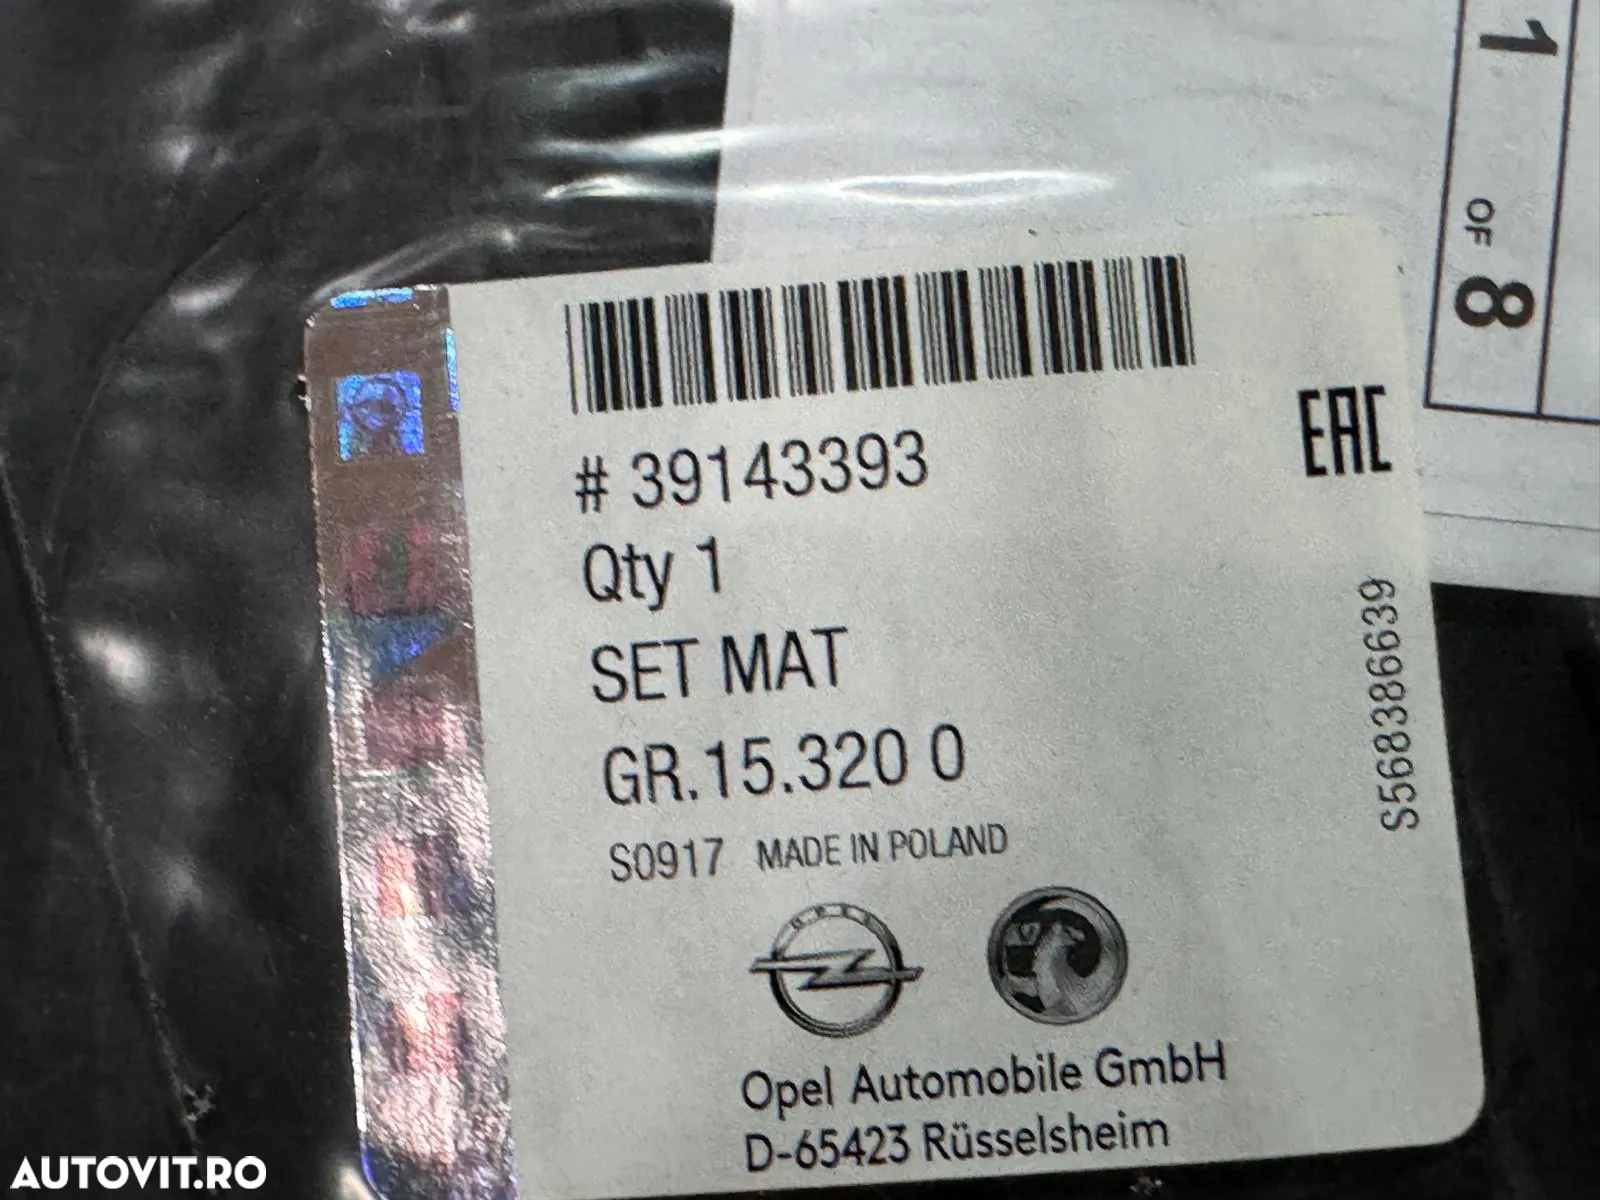 1
OF
8
# 39143393
EAC
Qty 1
SET MAT
GR.15.320 0
S0917 MADE IN POLAND
S568386639
OPEL
Opel Automobile GmbH
D-65423 Rüsselsheim
AUTOVIT.RO